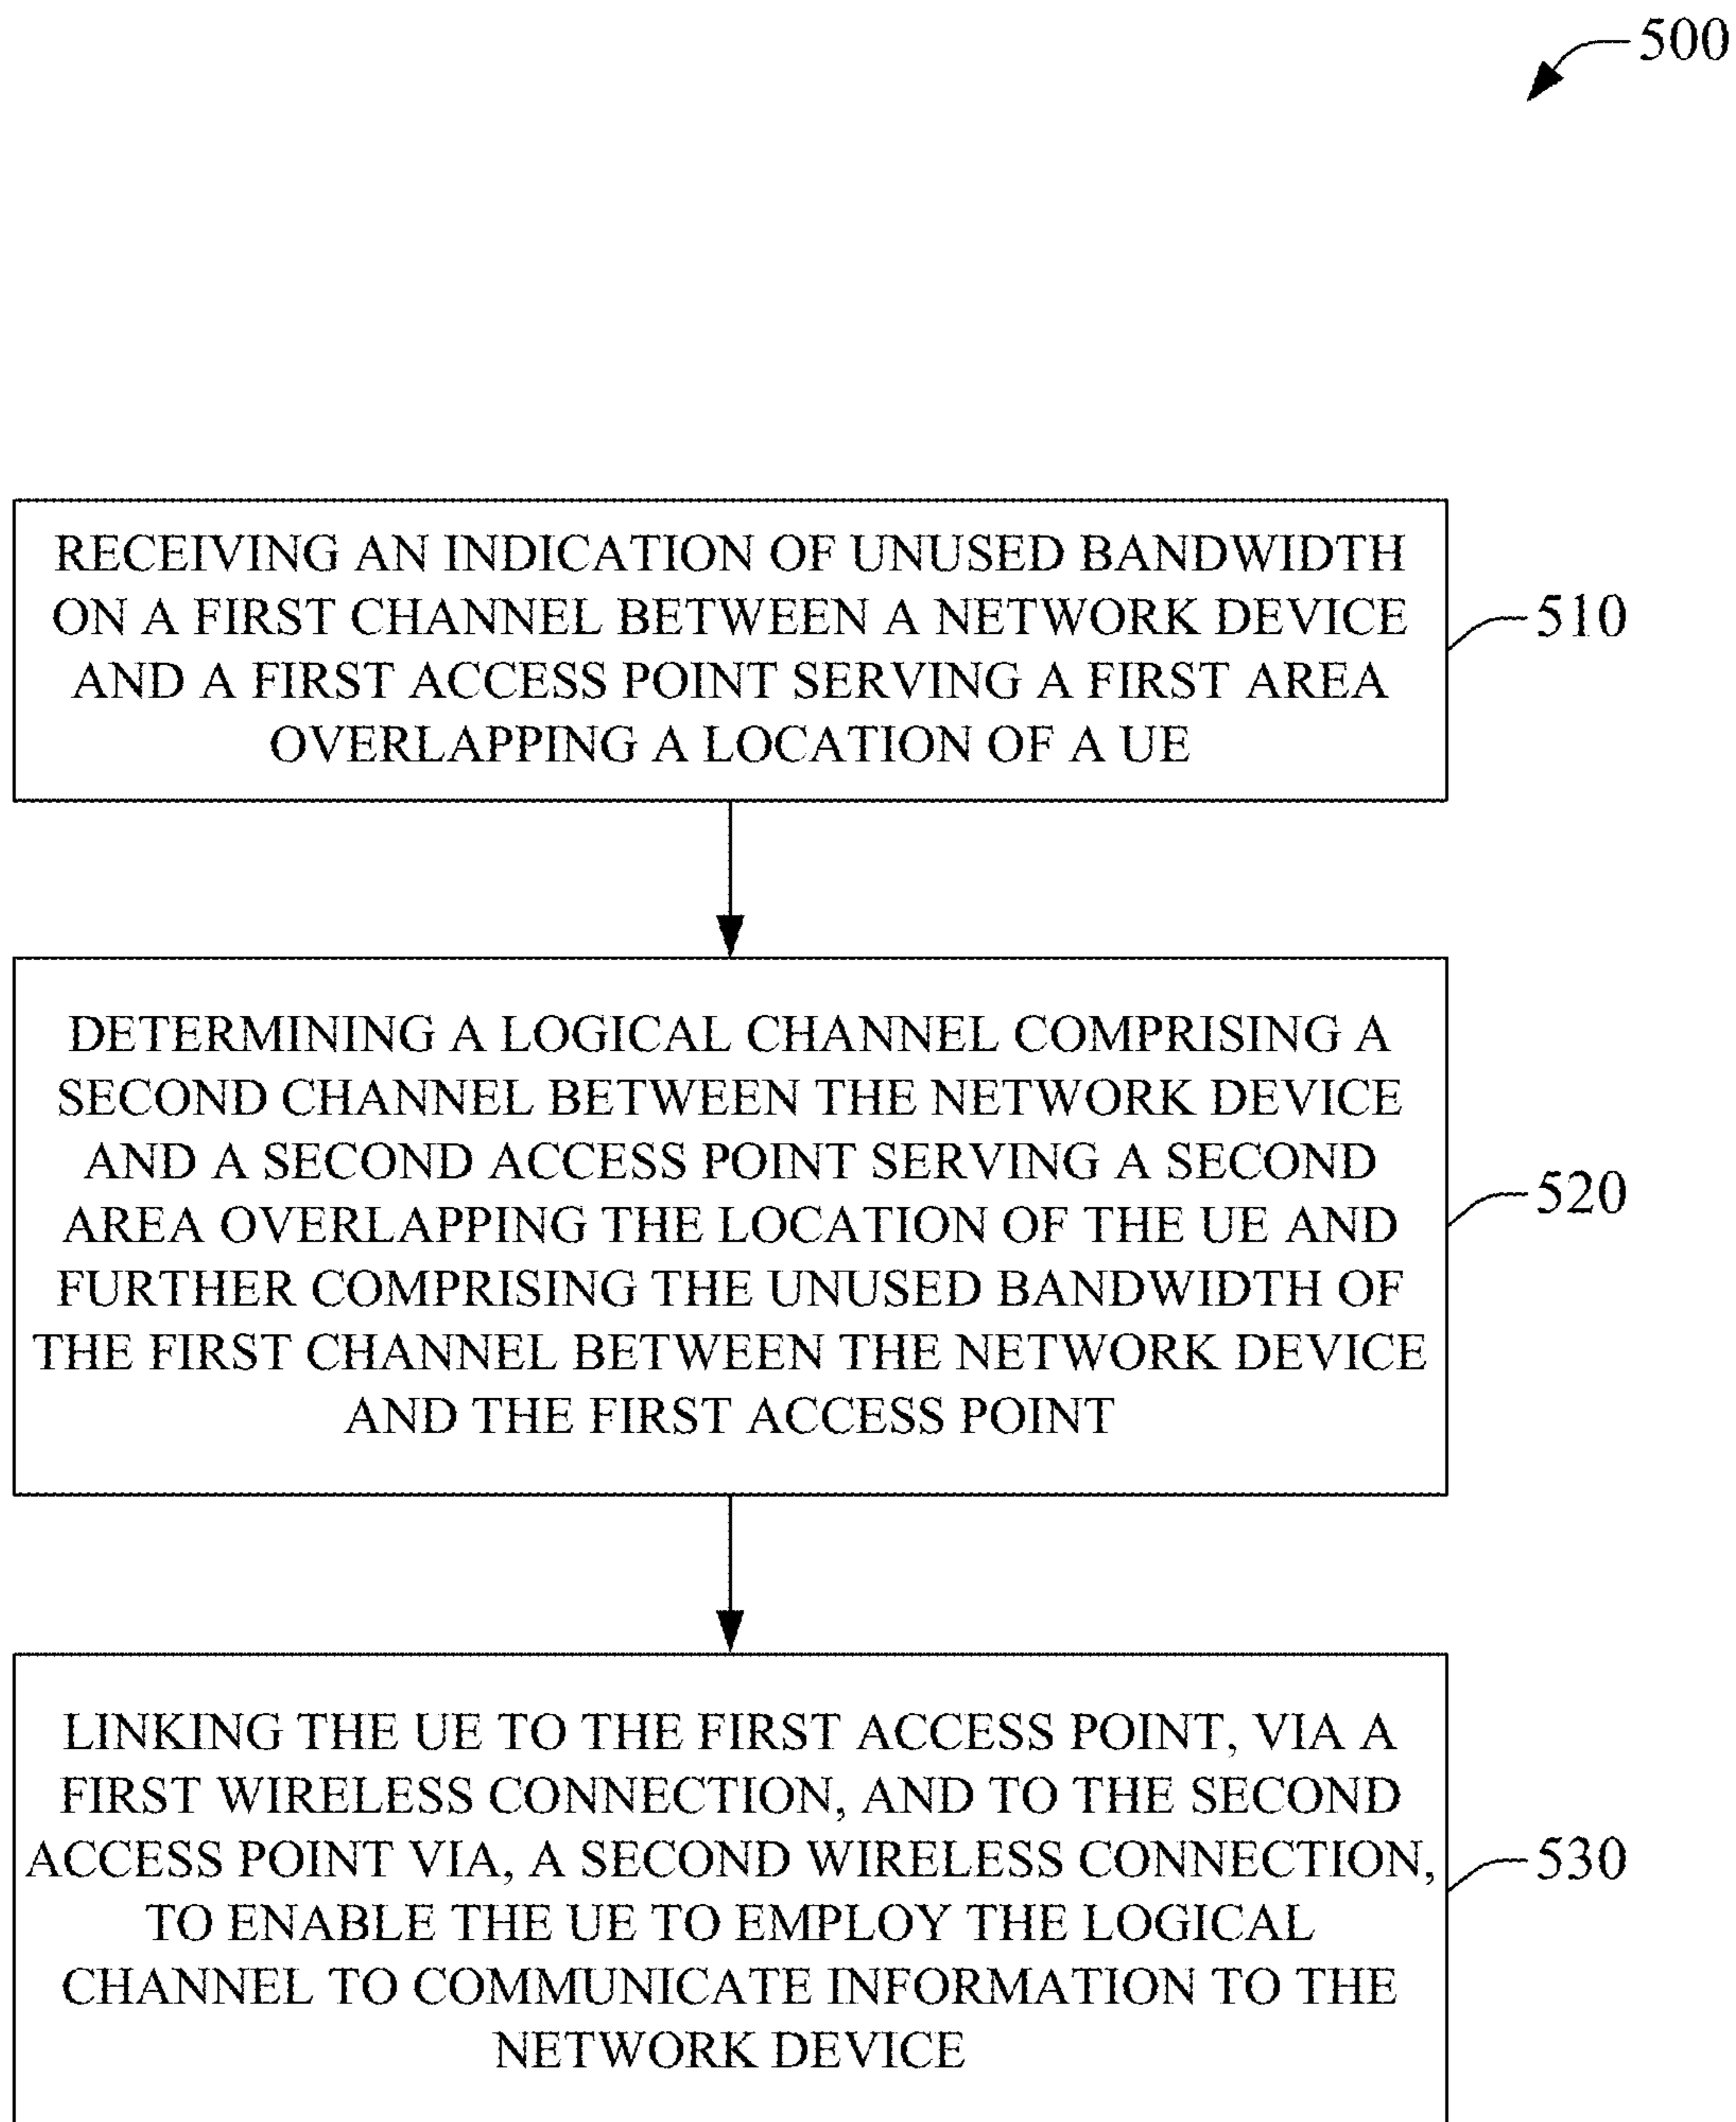 500
RECEIVING AN INDICATION OF UNUSED BANDWIDTH
ON A FIRST CHANNEL BETWEEN A NETWORK DEVICE
AND A FIRST ACCESS POINT SERVING A FIRST AREA
OVERLAPPING A LOCATION OF A UE
510
DETERMINING A LOGICAL CHANNEL COMPRISING A
SECOND CHANNEL BETWEEN THE NETWORK DEVICE
AND A SECOND ACCESS POINT SERVING A SECOND
AREA OVERLAPPING THE LOCATION OF THE UE AND
FURTHER COMPRISING THE UNUSED BANDWIDTH OF
THE FIRST CHANNEL BETWEEN THE NETWORK DEVICE
AND THE FIRST ACCESS POINT
520
LINKING THE UE TO THE FIRST ACCESS POINT, VIA A
FIRST WIRELESS CONNECTION, AND TO THE SECOND
ACCESS POINT VIA, A SECOND WIRELESS CONNECTION,
TO ENABLE THE UE TO EMPLOY THE LOGICAL
CHANNEL TO COMMUNICATE INFORMATION TO THE
NETWORK DEVICE
530